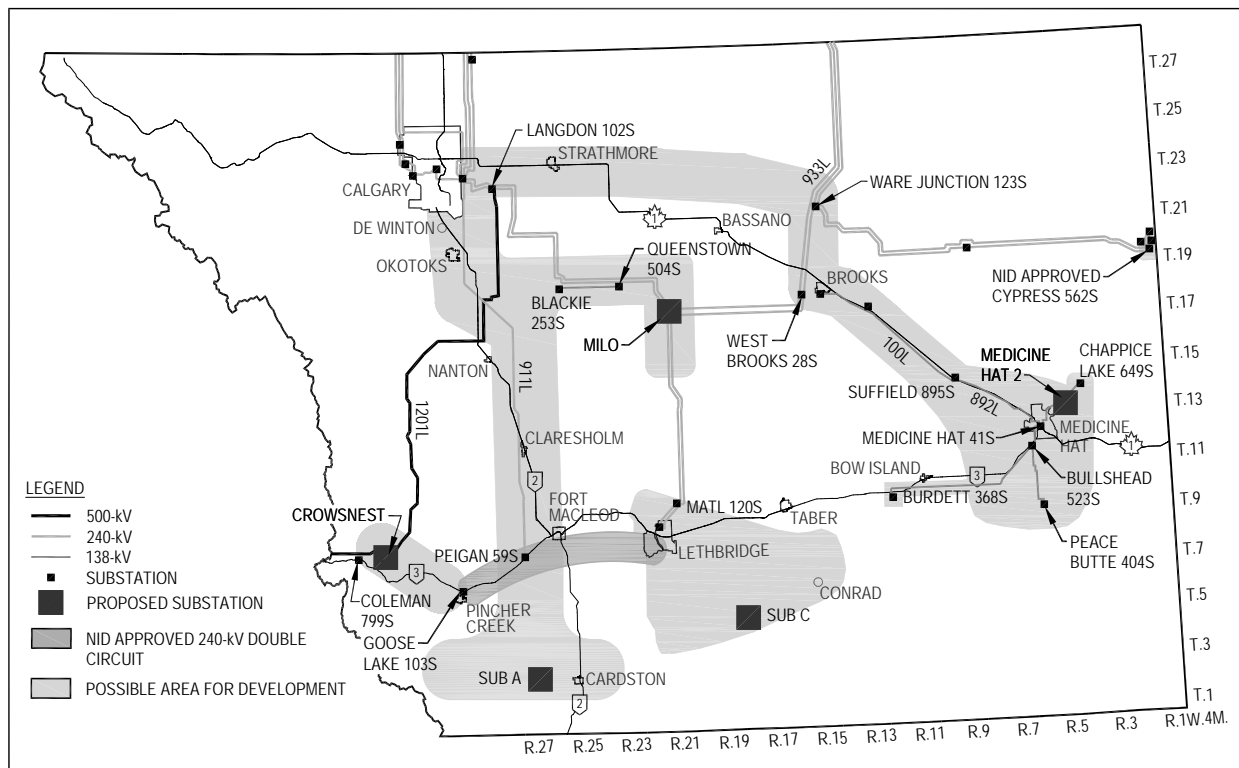 T.27
T.25
T.23
T.21
T.19
T.17
T.15
T.13
T.11
T.9
T.7
T.5
T.3
T.1
R.1W.4M.
R.3
R.5
R.7
R.9
R.11
R.13
R.15
R.17
R.19
R.21
R.23
R.25
R.27
LANGDON 102S
STRATHMORE
CALGARY
DE WINTON
OKOTOKS
1
BASSANO
933L
WARE JUNCTION 123S
QUEENSTOWN
504S
BLACKIE
253S
BROOKS
NID APPROVED
CYPRESS 562S
MILO
WEST
BROOKS 28S
100L
NANTON
911L
1201L
SUFFIELD 895S
892L
MEDICINE
HAT 2
CHAPPICE
LAKE 649S
MEDICINE HAT 41S
MEDICINE
HAT
1
CLARESHOLM
2
BOW ISLAND
3
BURDETT 368S
BULLSHEAD
523S
PEACE
BUTTE 404S
FORT
MACLEOD
MATL 120S
TABER
LETHBRIDGE
CROWSNEST
PEIGAN 59S
3
COLEMAN
799S
PINCHER
CREEK
GOOSE
LAKE 103S
CONRAD
SUB C
SUB A
CARDSTON
2
LEGEND
500-kV
240-kV
138-kV
SUBSTATION
PROPOSED SUBSTATION
NID APPROVED 240-kV DOUBLE
CIRCUIT
POSSIBLE AREA FOR DEVELOPMENT